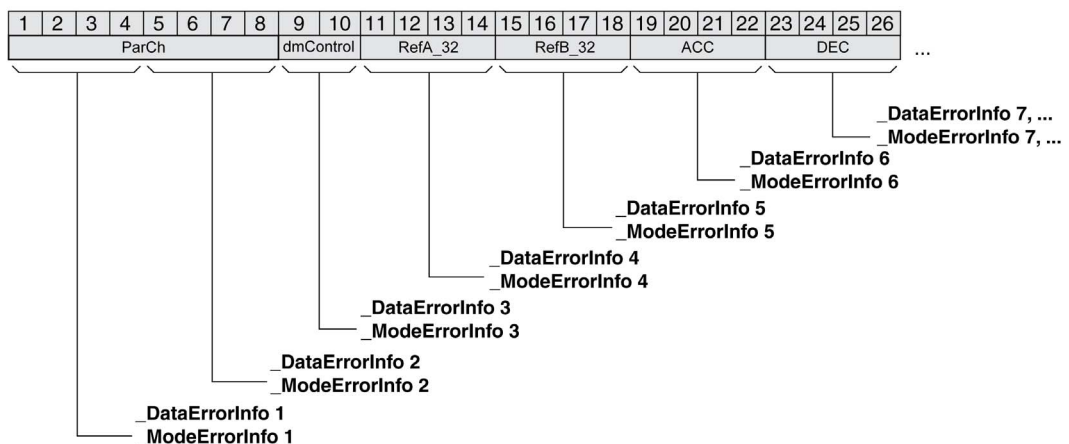 1 2 3 4 5 6 7 8 9 10 11 12 13 14 15 16 17 18 19 20 21 22 23 24 25 26
ParCh dmControl RefA_32 RefB_32 ACC DEC ...
_DataErrorInfo 7, ...
_ModeErrorInfo 7, ...
_DataErrorInfo 6
_ModeErrorInfo 6
_DataErrorInfo 5
_ModeErrorInfo 5
_DataErrorInfo 4
_ModeErrorInfo 4
_DataErrorInfo 3
_ModeErrorInfo 3
_DataErrorInfo 2
_ModeErrorInfo 2
_DataErrorInfo 1
ModeErrorInfo 1